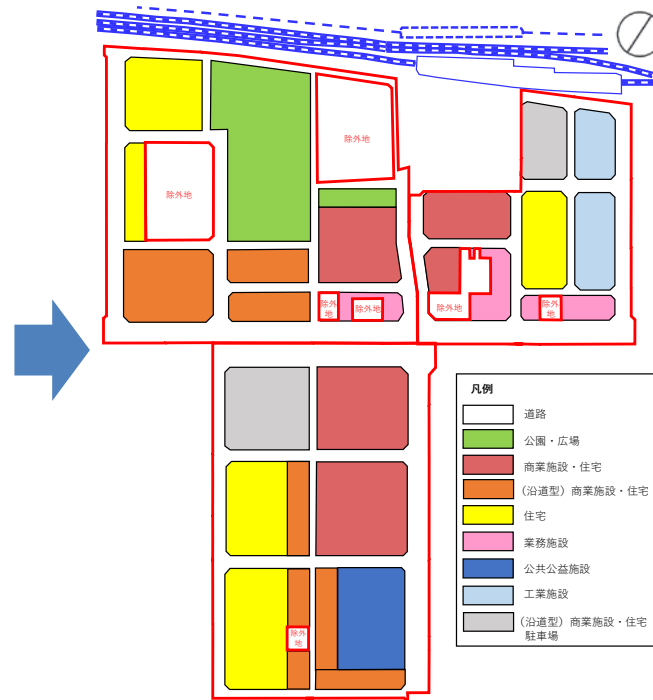 除外地
除外地
除外
地
除外地
除外地
除外
地
凡例
道路
公園・広場
商業施設・住宅
(沿道型）商業施設・住宅
住宅
業務施設
公共公益施設
工業施設
(沿道型）商業施設・住宅
駐車場
除外
地